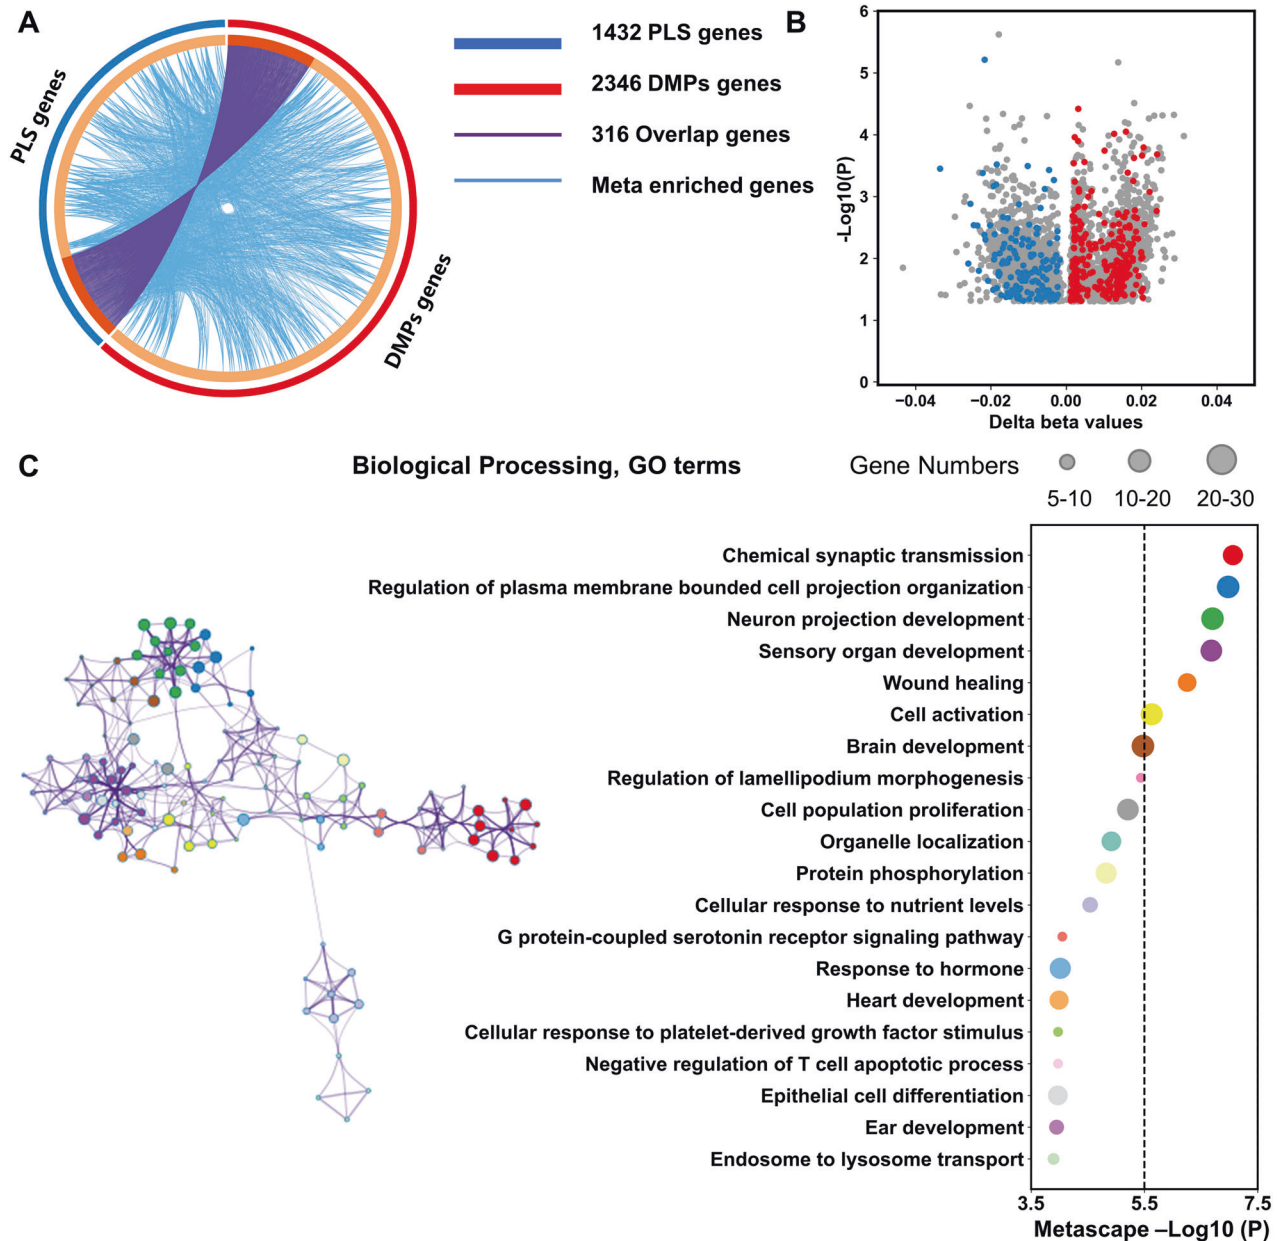 A
PLS genes
DMPs genes
1432 PLS genes
2346 DMPs genes
316 Overlap genes
Meta enriched genes
B
6
5
4
3
2
1
0
-Log10(P)
−0.04
−0.02
0.00
0.02
0.04
Delta beta values
C
Biological Processing, GO terms
Gene Numbers
5-10
10-20
20-30
Chemical synaptic transmission
Regulation of plasma membrane bounded cell projection organization
Neuron projection development
Sensory organ development
Wound healing
Cell activation
Brain development
Regulation of lamellipodium morphogenesis
Cell population proliferation
Organelle localization
Protein phosphorylation
Cellular response to nutrient levels
G protein-coupled serotonin receptor signaling pathway
Response to hormone
Heart development
Cellular response to platelet-derived growth factor stimulus
Negative regulation of T cell apoptotic process
Epithelial cell differentiation
Ear development
Endosome to lysosome transport
3.5
5.5
7.5
Metascape –Log10 (P)